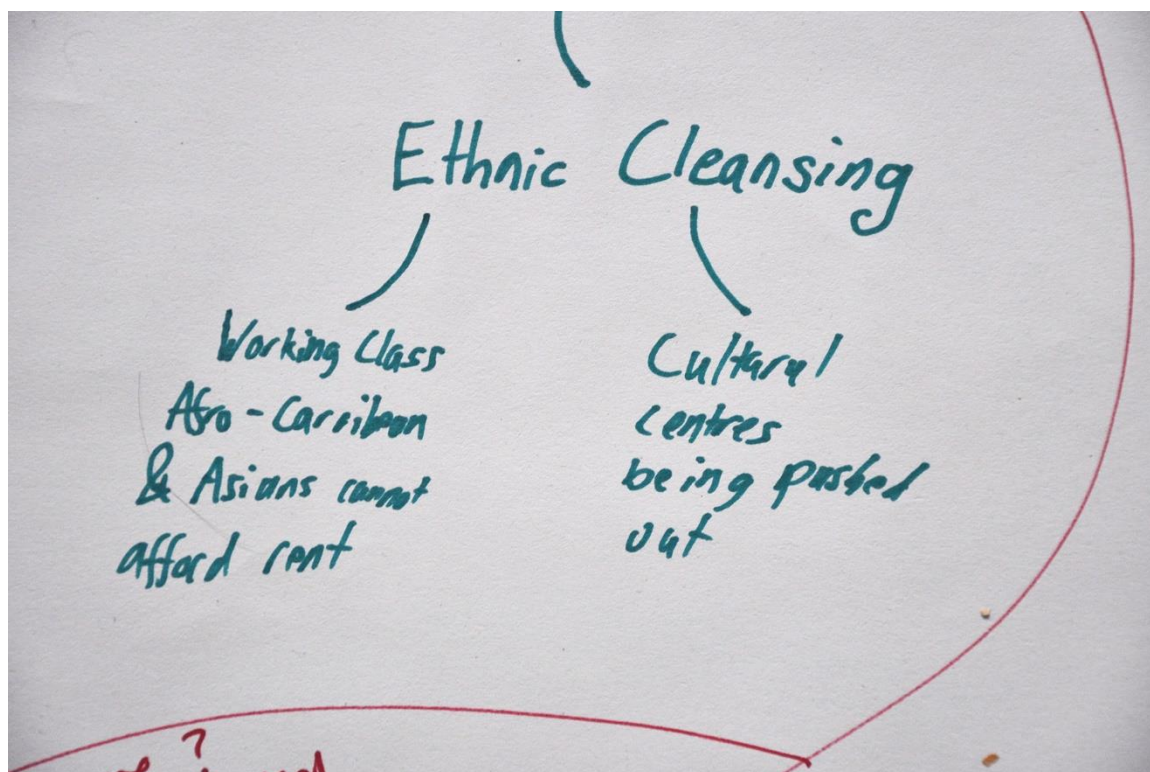 Ethnic Cleansing
Working Class
Afro-Carribean
& Asians cannot
afford rent
Cultural
centres
being pushed
out
?